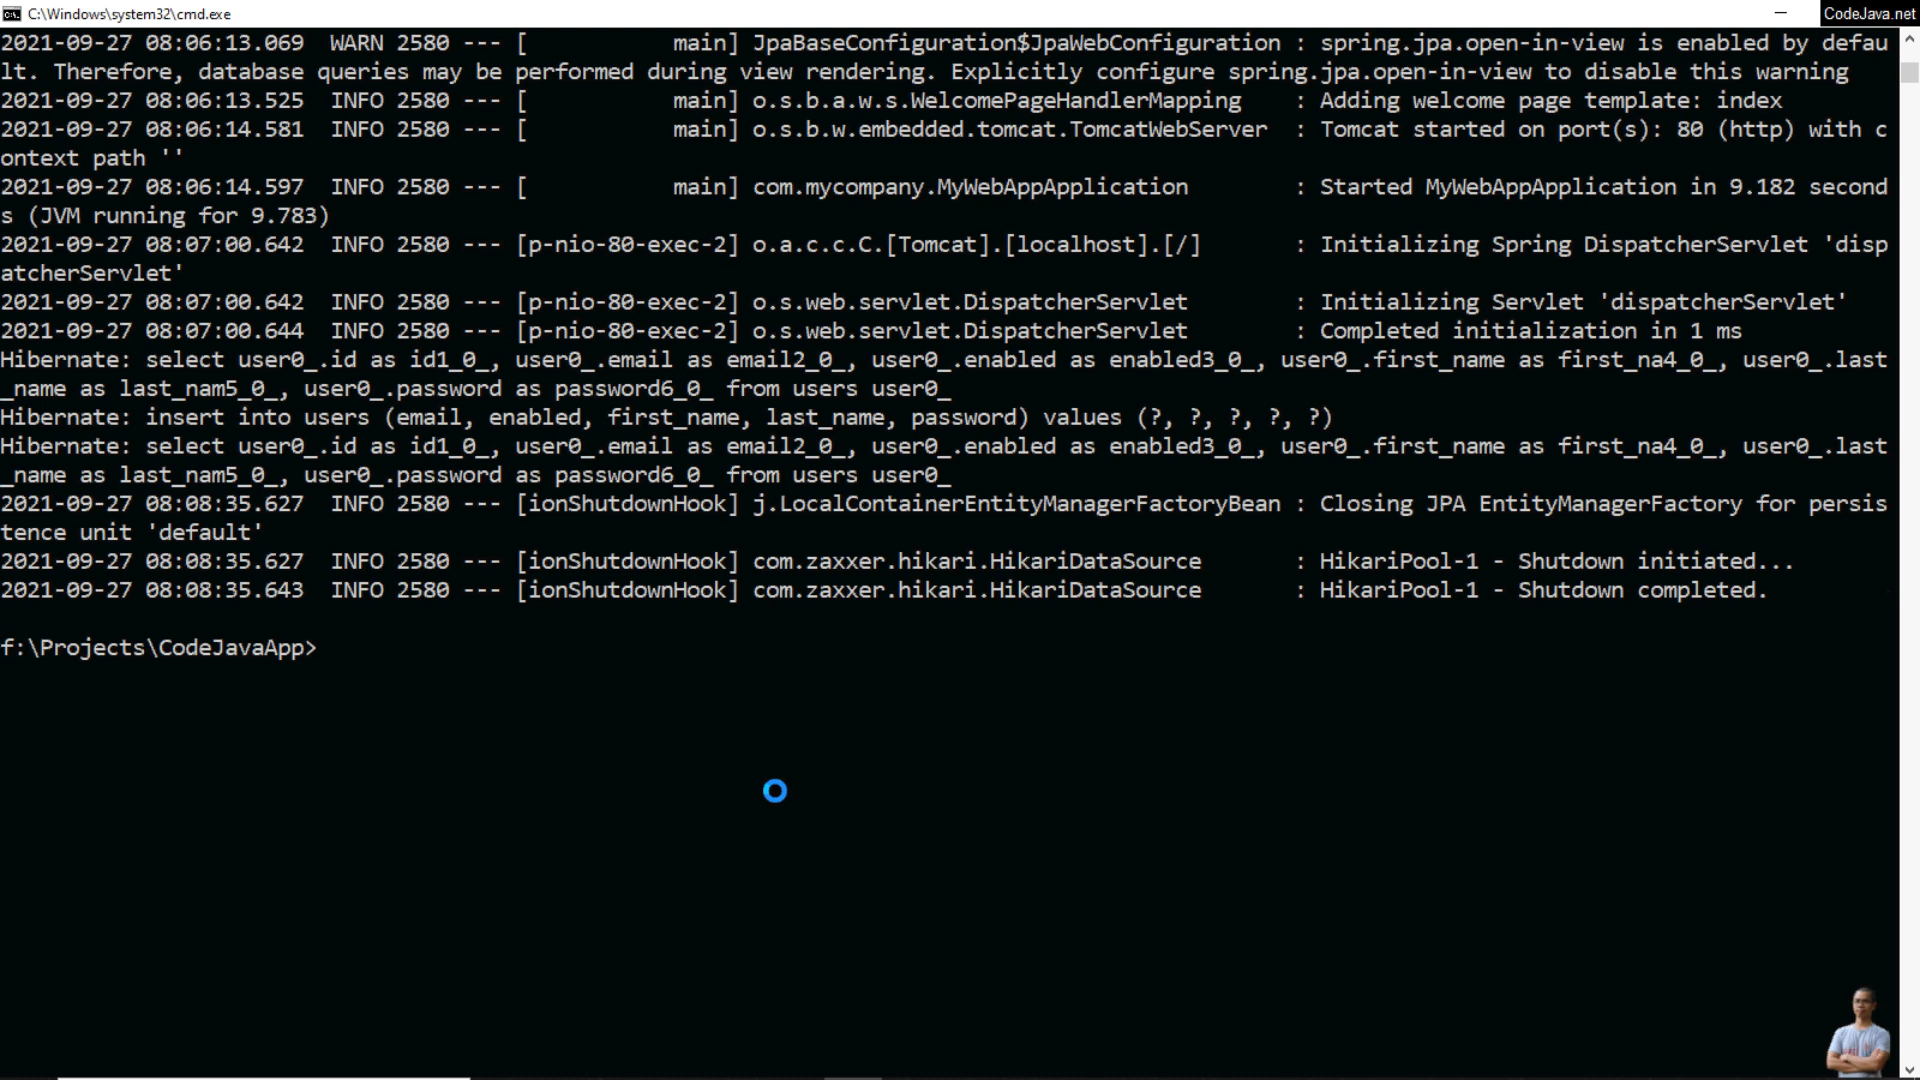 C:\Windows\system32\cmd.exe
CodeJava.net
2021-09-27 08:06:13.069  WARN 2580 --- [           main] JpaBaseConfiguration$JpaWebConfiguration : spring.jpa.open-in-view is enabled by defau
lt. Therefore, database queries may be performed during view rendering. Explicitly configure spring.jpa.open-in-view to disable this warning
2021-09-27 08:06:13.525  INFO 2580 --- [           main] o.s.b.a.w.s.WelcomePageHandlerMapping    : Adding welcome page template: index
2021-09-27 08:06:14.581  INFO 2580 --- [           main] o.s.b.w.embedded.tomcat.TomcatWebServer  : Tomcat started on port(s): 80 (http) with c
ontext path ''
2021-09-27 08:06:14.597  INFO 2580 --- [           main] com.mycompany.MyWebAppApplication        : Started MyWebAppApplication in 9.182 second
s (JVM running for 9.783)
2021-09-27 08:07:00.642  INFO 2580 --- [p-nio-80-exec-2] o.a.c.c.C.[Tomcat].[localhost].[/]       : Initializing Spring DispatcherServlet 'disp
atcherServlet'
2021-09-27 08:07:00.642  INFO 2580 --- [p-nio-80-exec-2] o.s.web.servlet.DispatcherServlet        : Initializing Servlet 'dispatcherServlet'
2021-09-27 08:07:00.644  INFO 2580 --- [p-nio-80-exec-2] o.s.web.servlet.DispatcherServlet        : Completed initialization in 1 ms
Hibernate: select user0_.id as id1_0_, user0_.email as email2_0_, user0_.enabled as enabled3_0_, user0_.first_name as first_na4_0_, user0_.last
_name as last_nam5_0_, user0_.password as password6_0_ from users user0_
Hibernate: insert into users (email, enabled, first_name, last_name, password) values (?, ?, ?, ?, ?)
Hibernate: select user0_.id as id1_0_, user0_.email as email2_0_, user0_.enabled as enabled3_0_, user0_.first_name as first_na4_0_, user0_.last
_name as last_nam5_0_, user0_.password as password6_0_ from users user0_
2021-09-27 08:08:35.627  INFO 2580 --- [ionShutdownHook] j.LocalContainerEntityManagerFactoryBean : Closing JPA EntityManagerFactory for persis
tence unit 'default'
2021-09-27 08:08:35.627  INFO 2580 --- [ionShutdownHook] com.zaxxer.hikari.HikariDataSource       : HikariPool-1 - Shutdown initiated...
2021-09-27 08:08:35.643  INFO 2580 --- [ionShutdownHook] com.zaxxer.hikari.HikariDataSource       : HikariPool-1 - Shutdown completed.
f:\Projects\CodeJavaApp>